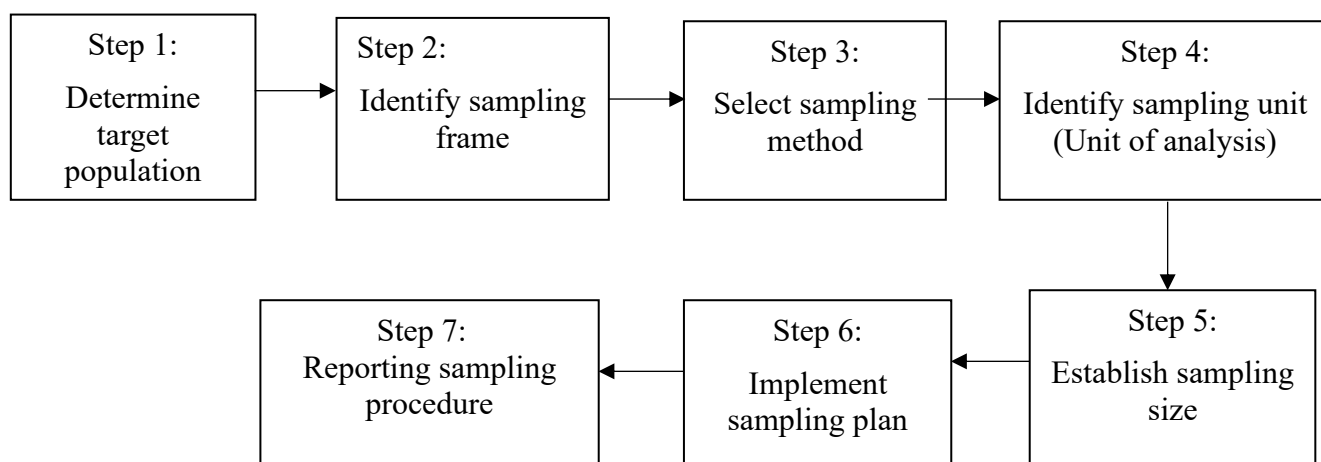 Step 1:
Determine
target
population
Step 2:
Identify sampling
frame
Step 3:
Select sampling
method
Step 4:
Identify sampling unit
(Unit of analysis)
Step 5:
Establish sampling
size
Step 6:
Implement
sampling plan
Step 7:
Reporting sampling
procedure